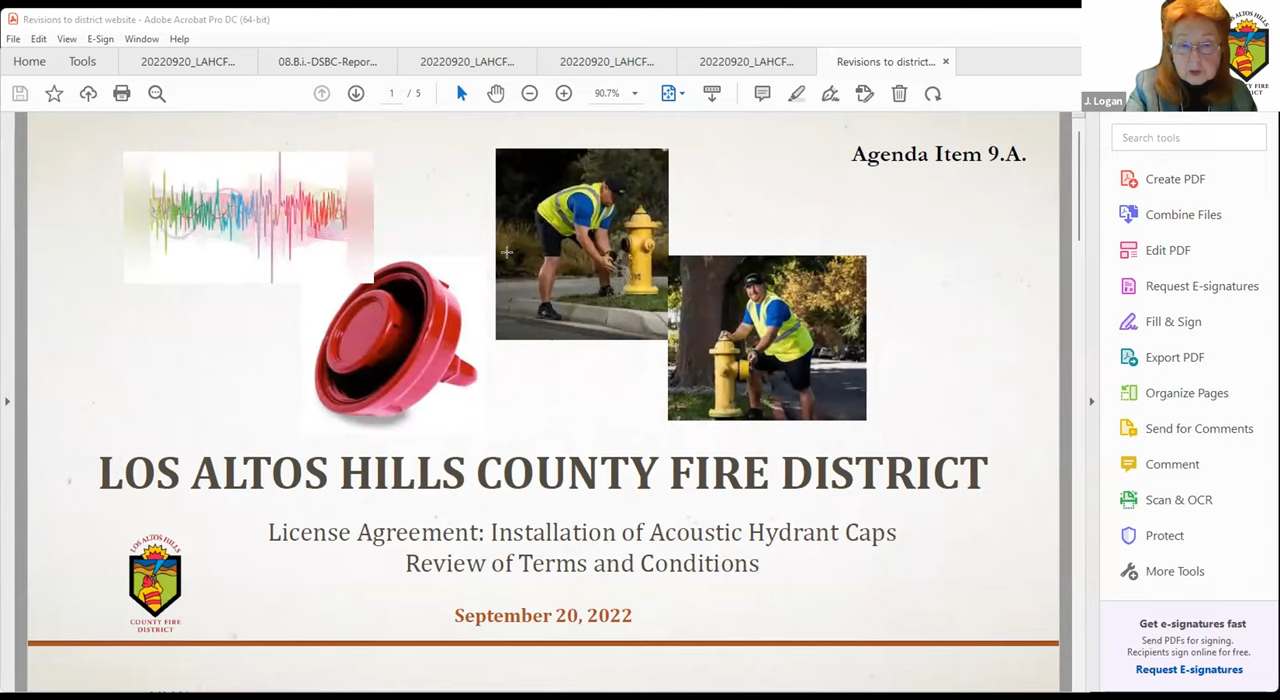 Revisions to district website - Adobe Acrobat Pro DC (64-bit)
File Edit View E-Sign Window Help
Home Tools 20220920_LAHCF... 08.B.i.-DSBC-Repor... 20220920_LAHCF... 20220920_LAHCF... 20220920_LAHCF... Revisions to district... ×
1 / 5 90.7%
J. Logan
Agenda Item 9.A.
LOS ALTOS HILLS COUNTY FIRE DISTRICT
License Agreement: Installation of Acoustic Hydrant Caps
Review of Terms and Conditions
September 20, 2022
LOS ALTOS HILLS
COUNTY FIRE
DISTRICT
Search tools
Create PDF
Combine Files
Edit PDF
Request E-signatures
Fill & Sign
Export PDF
Organize Pages
Send for Comments
Comment
Scan & OCR
Protect
More Tools
Get e-signatures fast
Send PDFs for signing.
Recipients sign online for free.
Request E-signatures